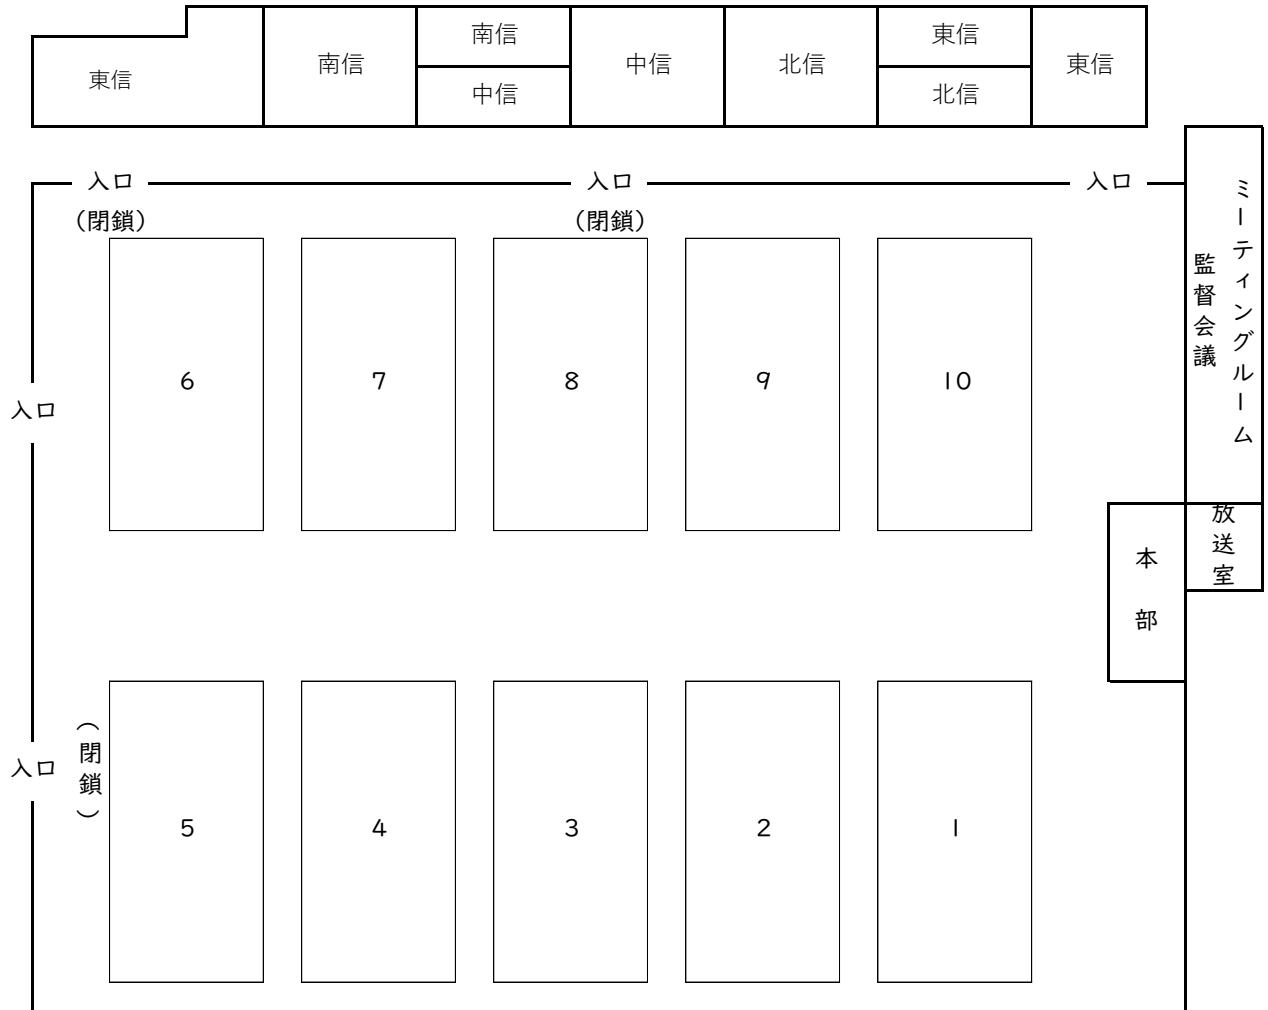 東信
南信
南信
中信
中信
北信
東信
北信
東信
入口
(閉鎖)
入口
(閉鎖)
入口
ミーティングルーム
監督会議
6
7
8
9
10
入口
放送室
本部
入口
(閉鎖)
5
4
3
2
1